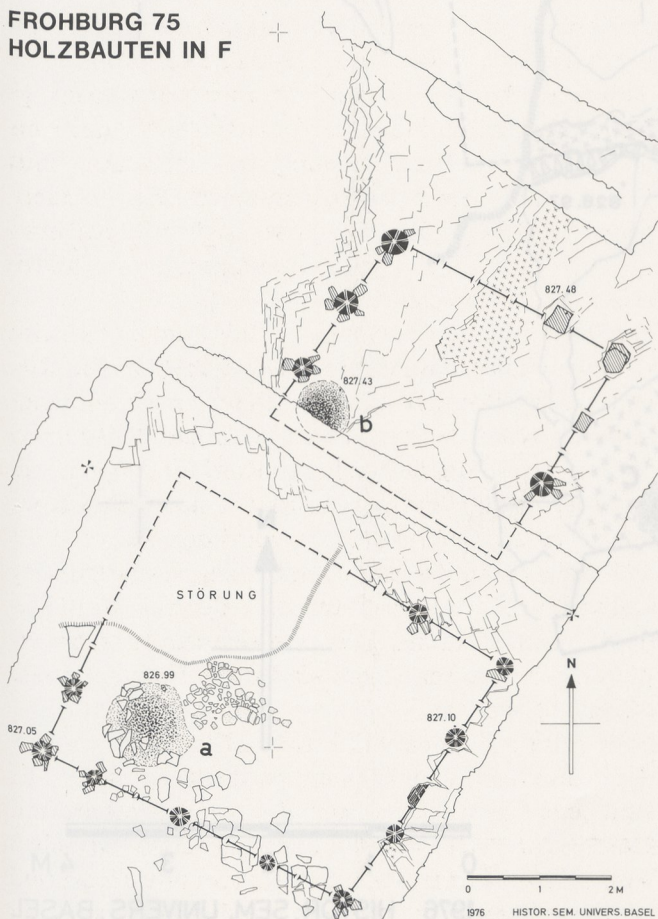 FROHBURG 75
HOLZBAUTEN IN F
827.48
827.43
b
STÖRUNG
826.99
N
827.10
827.05
a
0 1 2 M
1976 HISTOR. SEM. UNIVERS. BASEL